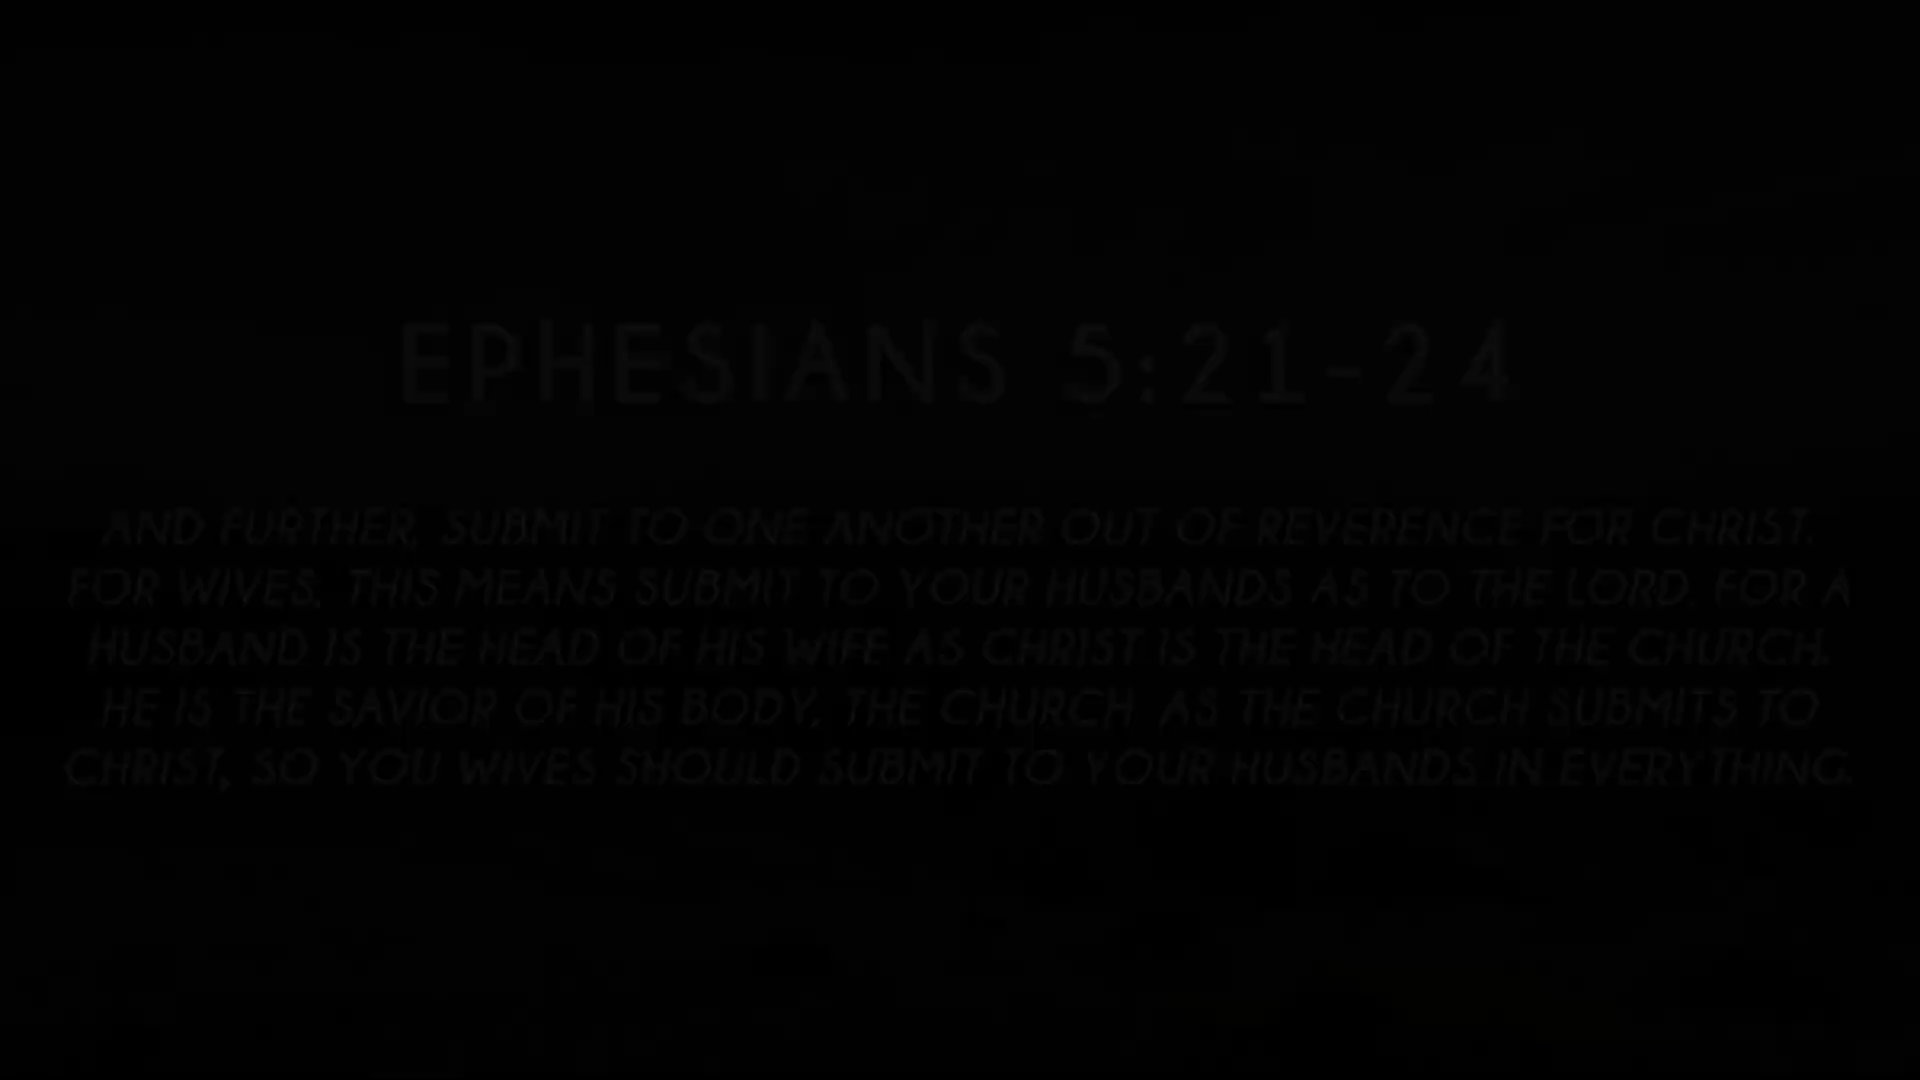 EPHESIANS 5:21-24
AND FURTHER, SUBMIT TO ONE ANOTHER OUT OF REVERENCE FOR CHRIST.
FOR WIVES, THIS MEANS SUBMIT TO YOUR HUSBANDS AS TO THE LORD. FOR A
HUSBAND IS THE HEAD OF HIS WIFE AS CHRIST IS THE HEAD OF THE CHURCH.
HE IS THE SAVIOR OF HIS BODY, THE CHURCH. AS THE CHURCH SUBMITS TO
CHRIST, SO YOU WIVES SHOULD SUBMIT TO YOUR HUSBANDS IN EVERYTHING.